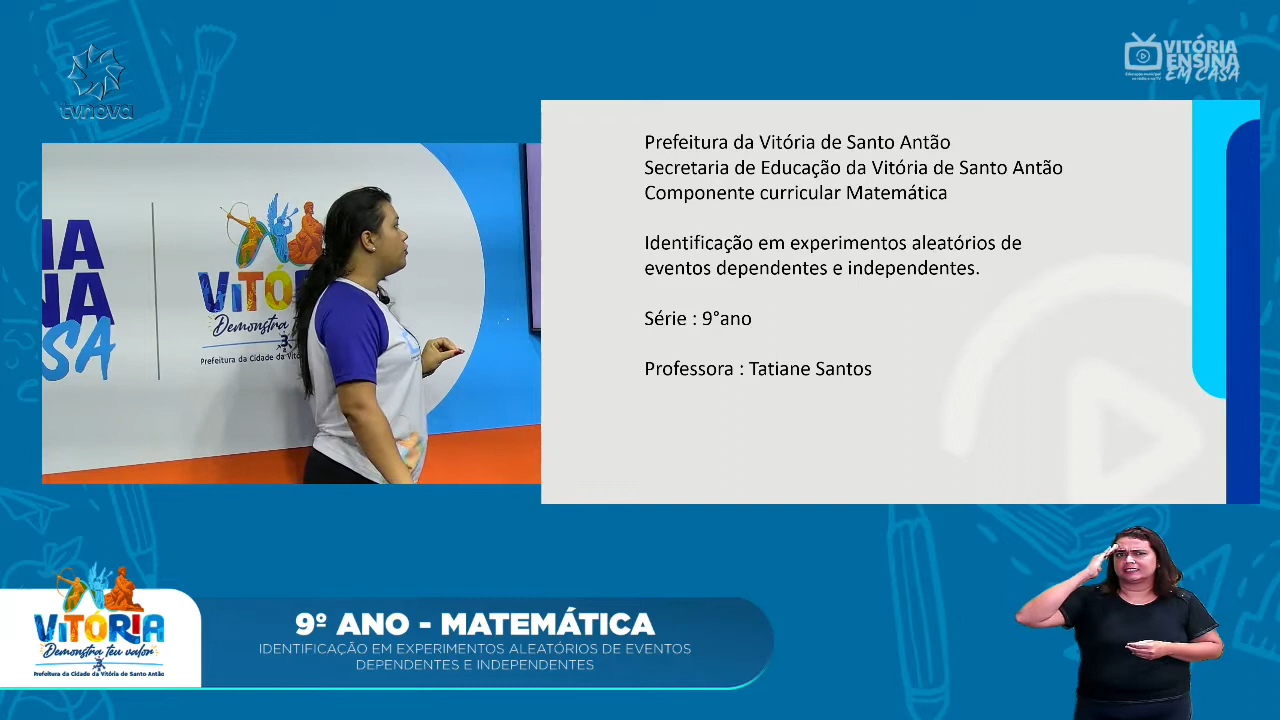 tvnova
VITÓRIA
ENSINA
EM CASA
Prefeitura da Vitória de Santo Antão
Secretaria de Educação da Vitória de Santo Antão
Componente curricular Matemática
Identificação em experimentos aleatórios de
eventos dependentes e independentes.
Série : 9°ano
Professora : Tatiane Santos
Demonstra
Prefeitura da Cidade da
9º ANO - MATEMÁTICA
IDENTIFICAÇÃO EM EXPERIMENTOS ALEATÓRIOS DE EVENTOS
DEPENDENTES E INDEPENDENTES
VITÓRIA
Demonstra teu valor
Prefeitura da Cidade da Vitória de Santo Antão